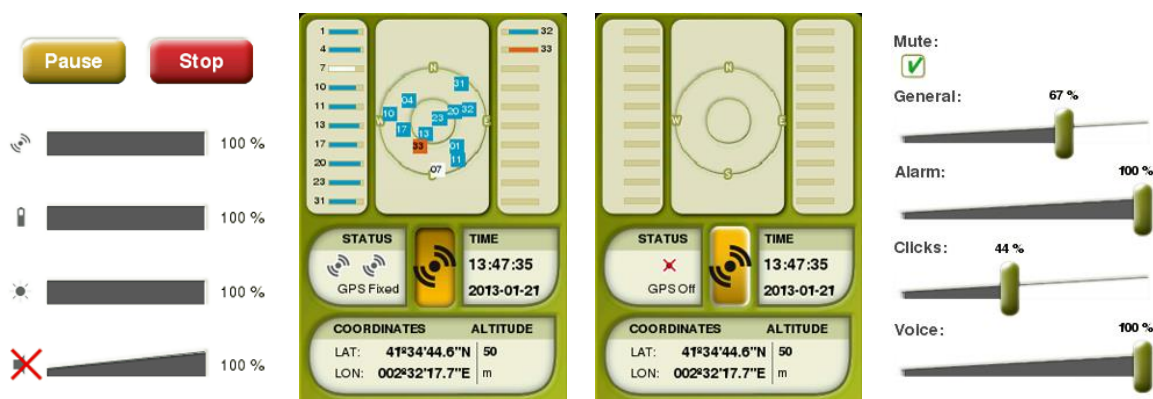 Pause Stop
100 %
100 %
100 %
100 %
1
4
7
10
11
13
17
20
23
31
32
33
N
31
04
10
20
32
23
17
13
W
E
33
01
11
07
STATUS
GPS Fixed
TIME
13:47:35
2013-01-21
COORDINATES ALTITUDE
LAT: 41º34'44.6"N 50
LON: 002º32'17.7"E m
N
W
E
S
STATUS
GPS Off
TIME
13:47:35
2013-01-21
COORDINATES ALTITUDE
LAT: 41º34'44.6"N 50
LON: 002º32'17.7"E m
Mute:
General: 67 %
Alarm: 100 %
Clicks: 44 %
Voice: 100 %